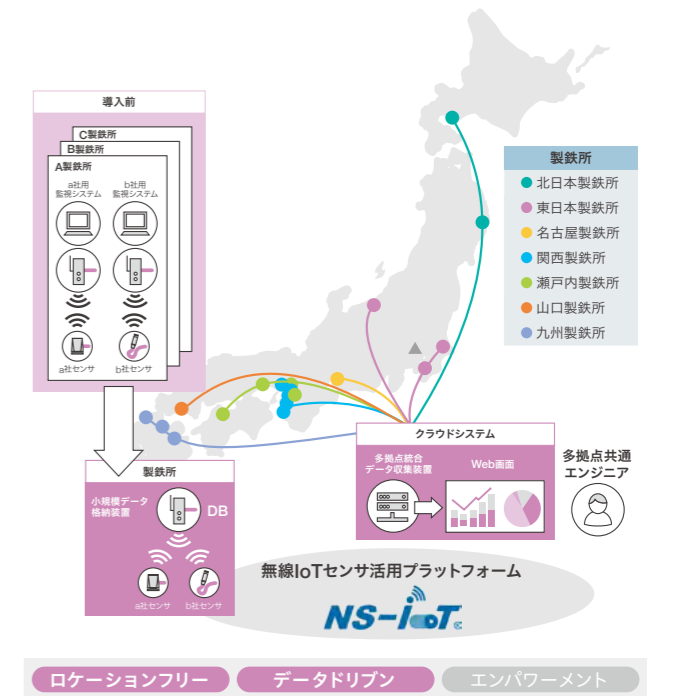 導入前
C製鉄所
B製鉄所
A製鉄所
a社用
監視システム
b社用
監視システム
a社センサ
b社センサ
製鉄所
北日本製鉄所
東日本製鉄所
名古屋製鉄所
関西製鉄所
瀬戸内製鉄所
山口製鉄所
九州製鉄所
製鉄所
小規模データ
格納装置
DB
a社センサ
b社センサ
クラウドシステム
多拠点統合
データ収集装置
Web画面
多拠点共通
エンジニア
無線IoTセンサ活用プラットフォーム
NS-IoT
ロケーションフリー
データドリブン
エンパワーメント